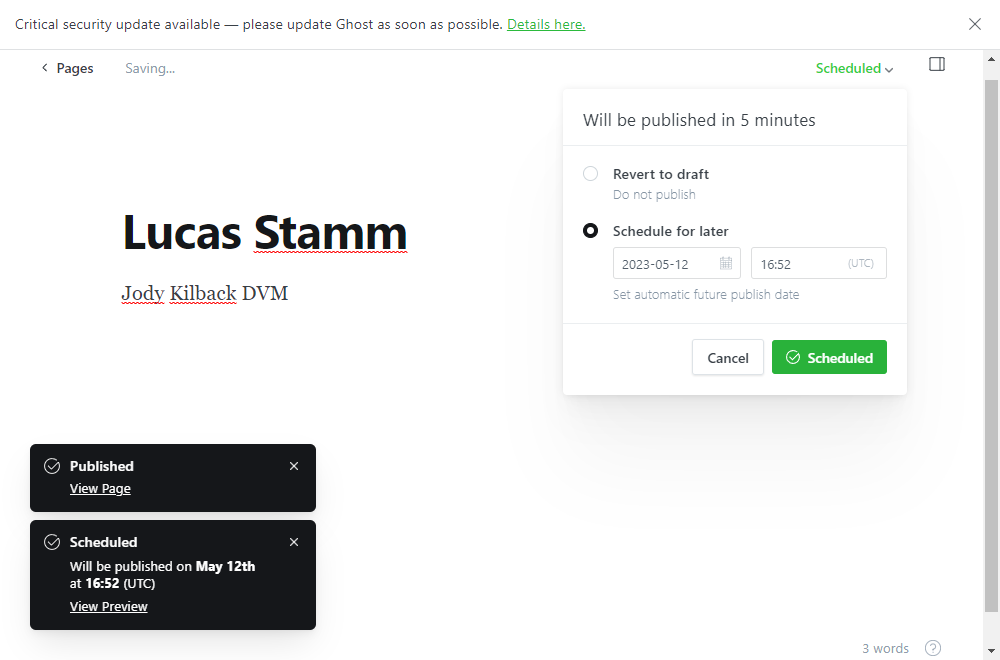 Critical security update available — please update Ghost as soon as possible. Details here.
Pages Saving... Scheduled
Will be published in 5 minutes
Revert to draft
Do not publish
Schedule for later
2023-05-12 16:52 (UTC)
Set automatic future publish date
Cancel Scheduled
Lucas Stamm
Jody Kilback DVM
Published
View Page
Scheduled
Will be published on May 12th
at 16:52 (UTC)
View Preview
3 words ?